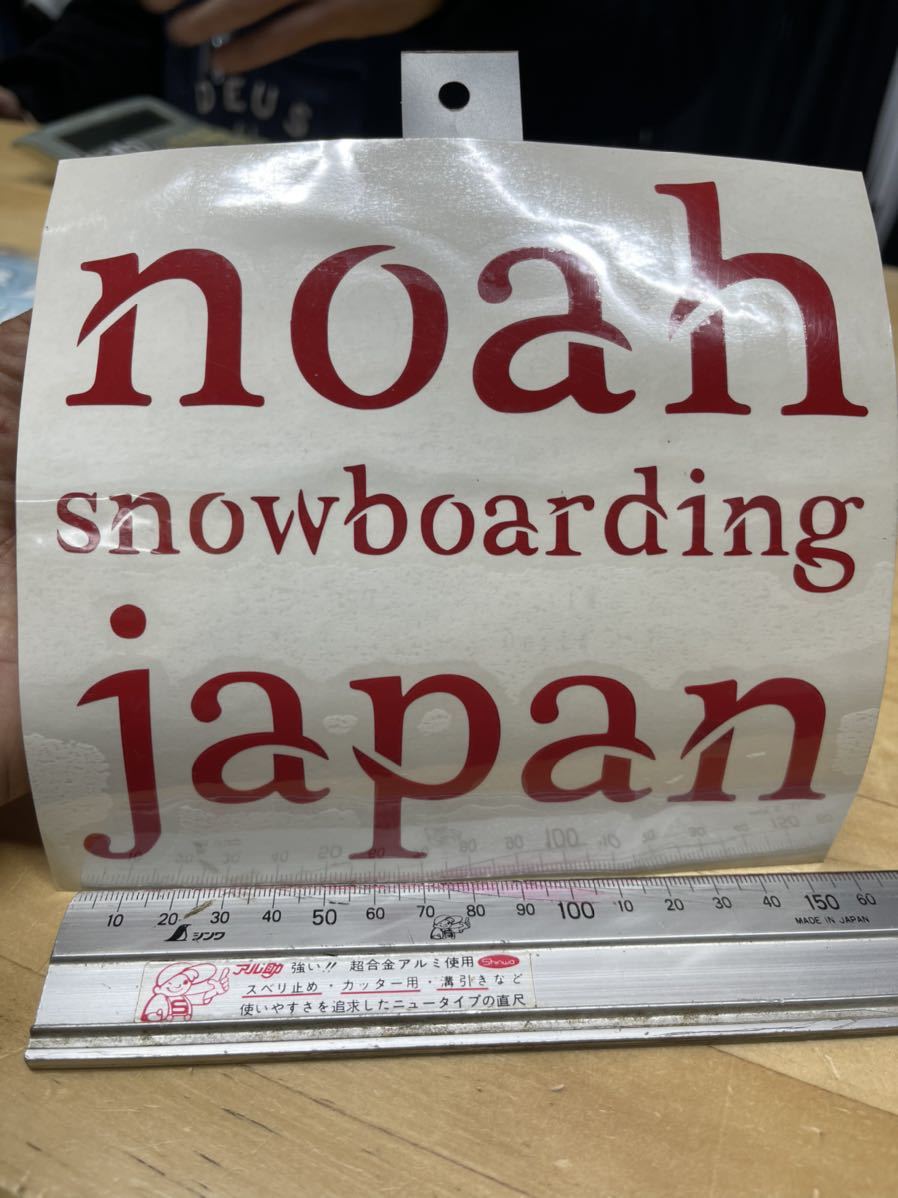 DEUS
noah
snowboarding
japan
10 20 30 40 50 60 70 80 90 100 10 20 30 40 150 60
シンワ
MADE IN JAPAN
アル助 強い!! 超合金アルミ使用 Shinwa
スベリ止め・カッター用・溝引きなど
使いやすさを追求したニュータイプの直尺